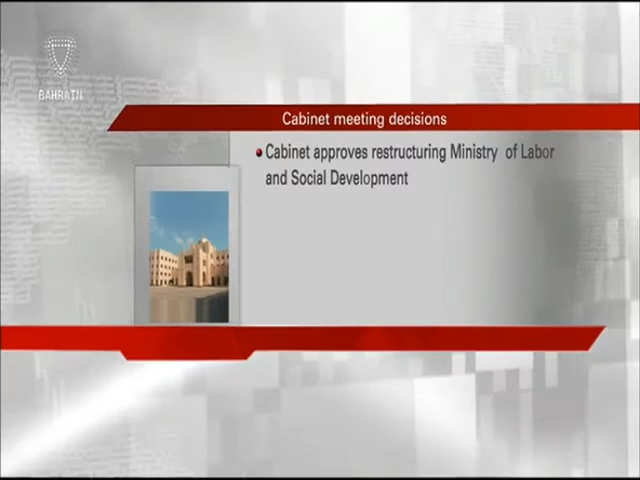 BAHRAIN
Cabinet meeting decisions
Cabinet approves restructuring Ministry of Labor
and Social Development